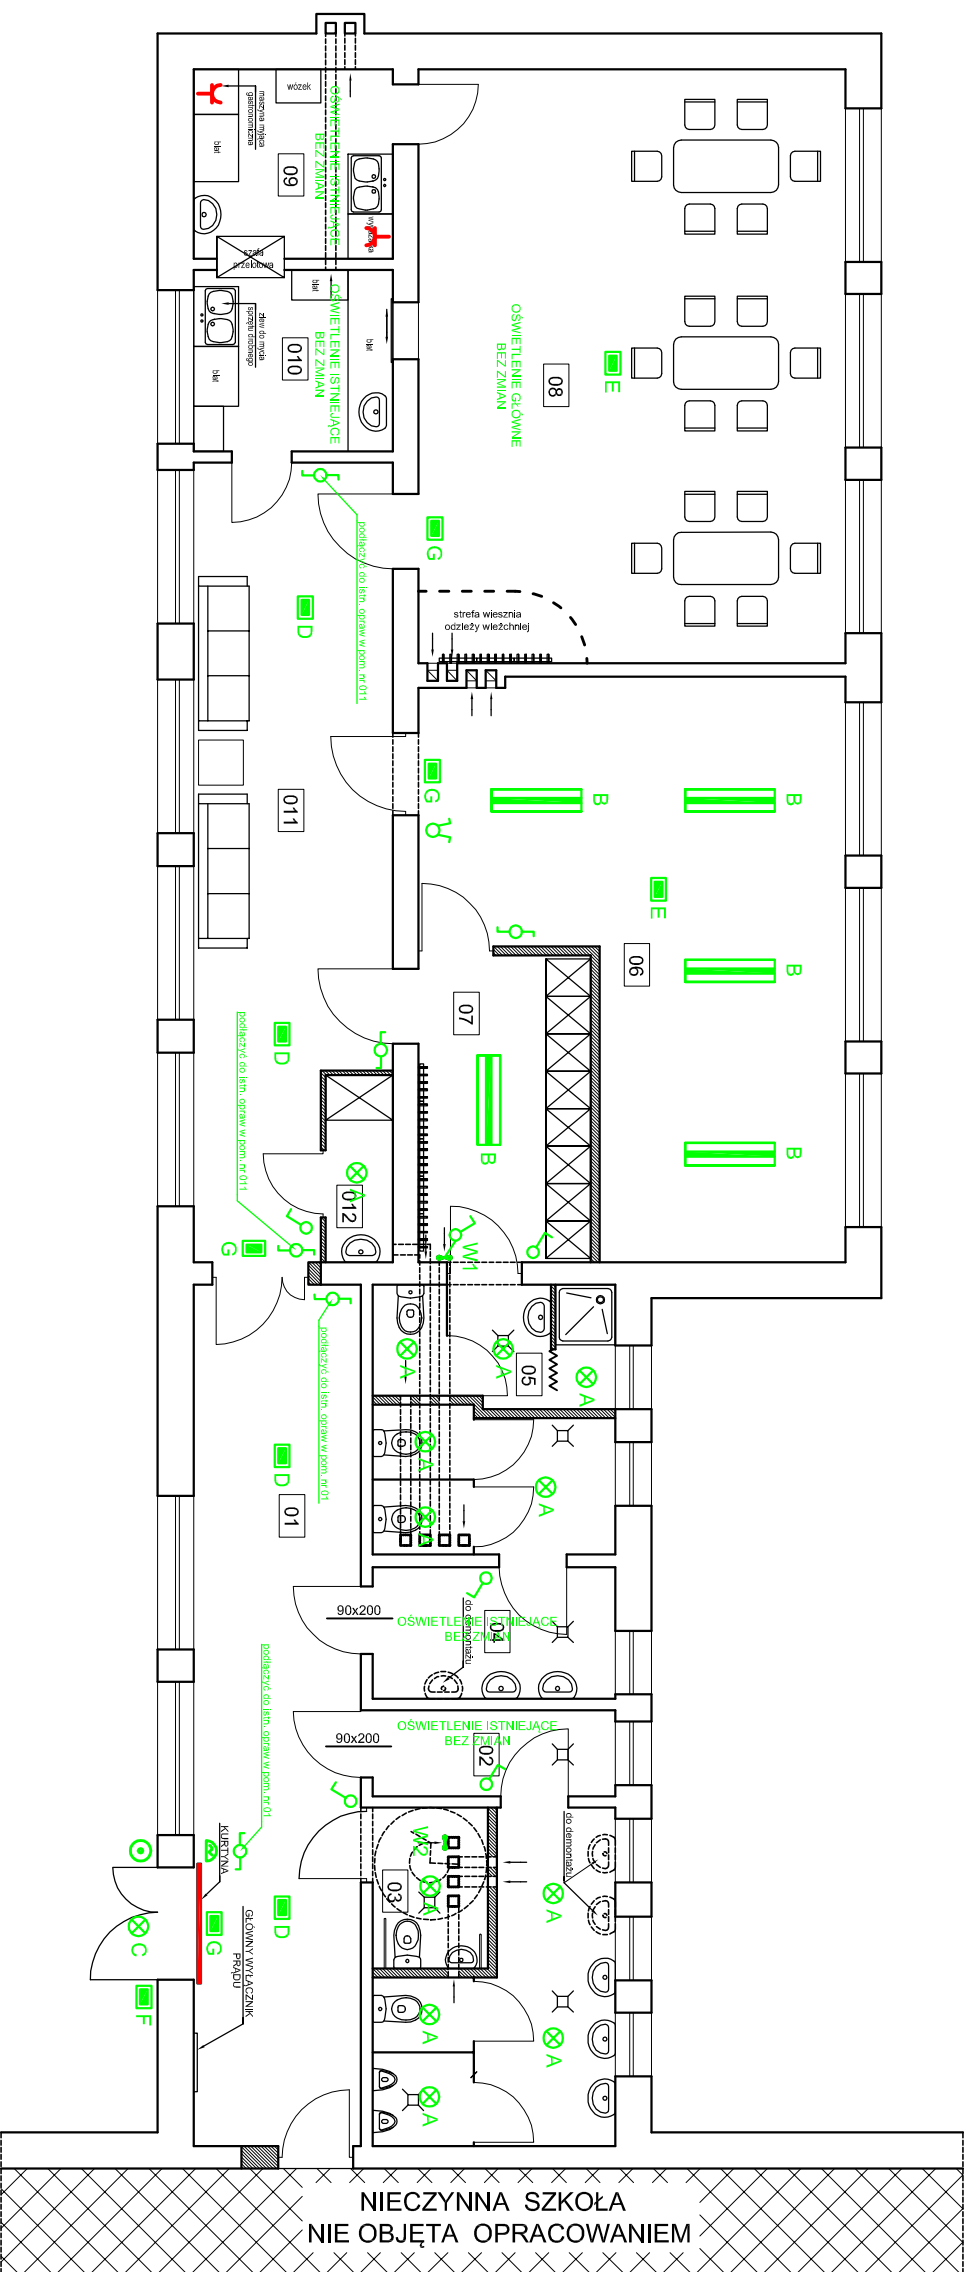 maszyna myjąca
gastronomiczna
wózek
OŚWIETLENIE ISTNIEJĄCE
BEZ ZMIAN
blat
09
szafa
przelotowa
blat
zlew do mycia
sprzętu drobnego
010
OŚWIETLENIE ISTNIEJĄCE
BEZ ZMIAN
blat
blat
OŚWIETLENIE GŁÓWNE
BEZ ZMIAN
08
E
G
podłączyć do istn. opraw w pom. nr 011
D
strefa wiesznia
odzleży wieźchniej
011
G
B
B
E
06
B
B
07
B
D
podłączyć do istn. opraw w pom. nr 011
A
012
G
W1
podłączyć do istn. opraw w pom. nr 01
A
A
05
A
A
A
A
D
01
90x200
OŚWIETLENIE ISTNIEJĄCE
BEZ ZMIAN
04
do demontażu
OŚWIETLENIE ISTNIEJĄCE
BEZ ZMIAN
90x200
02
podłączyć do istn. opraw w pom. nr 01
do demontażu
KURTYNA
W2
03
A
A
C
G
D
F
GŁÓWNY WYŁĄCZNIK
PRĄDU
A
A
A
NIECZYNNA SZKOŁA
NIE OBJĘTA OPRACOWANIEM